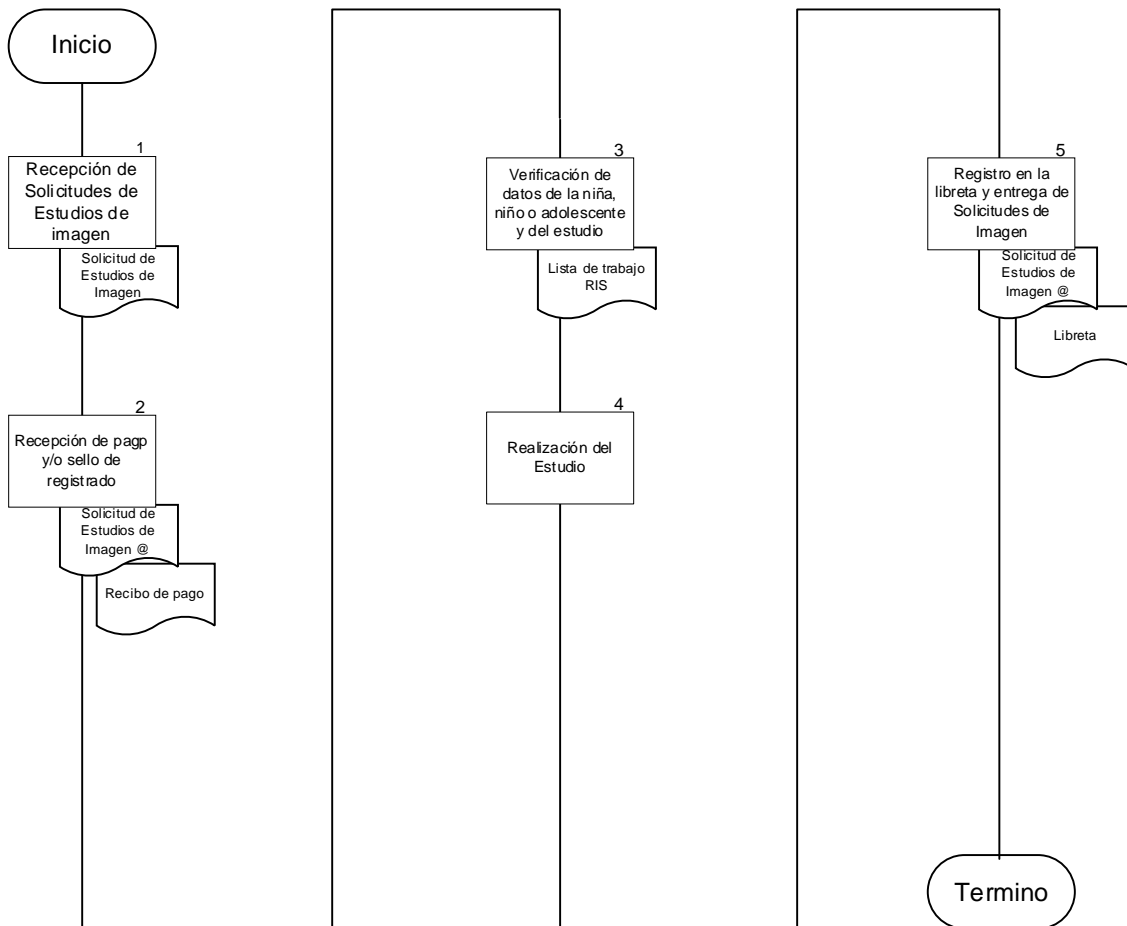 Inicio
1
Recepción de
Solicitudes de
Estudios de
imagen
Solicitud de
Estudios de
Imagen
2
Recepción de pagp
y/o sello de
registrado
Solicitud de
Estudios de
Imagen @
Recibo de pago
3
Verificación de
datos de la niña,
niño o adolescente
y del estudio
Lista de trabajo
RIS
4
Realización del
Estudio
5
Registro en la
libreta y entrega de
Solicitudes de
Imagen
Solicitud de
Estudios de
Imagen @
Libreta
Termino